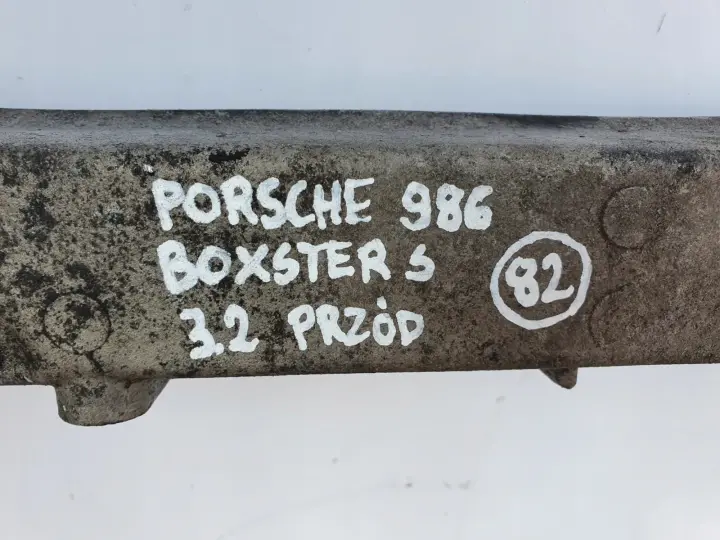 PORSCHE 986
BOXSTER S
82
3.2 PRZÓD